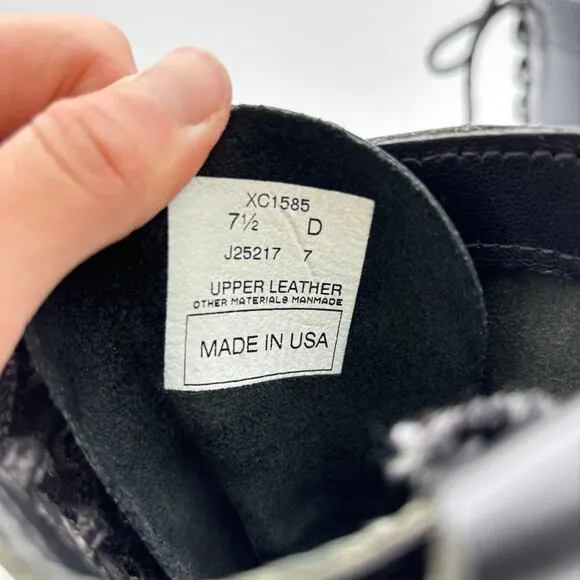 XC1585
7½ D
J25217 7
UPPER LEATHER
OTHER MATERIALS MANMADE
MADE IN USA